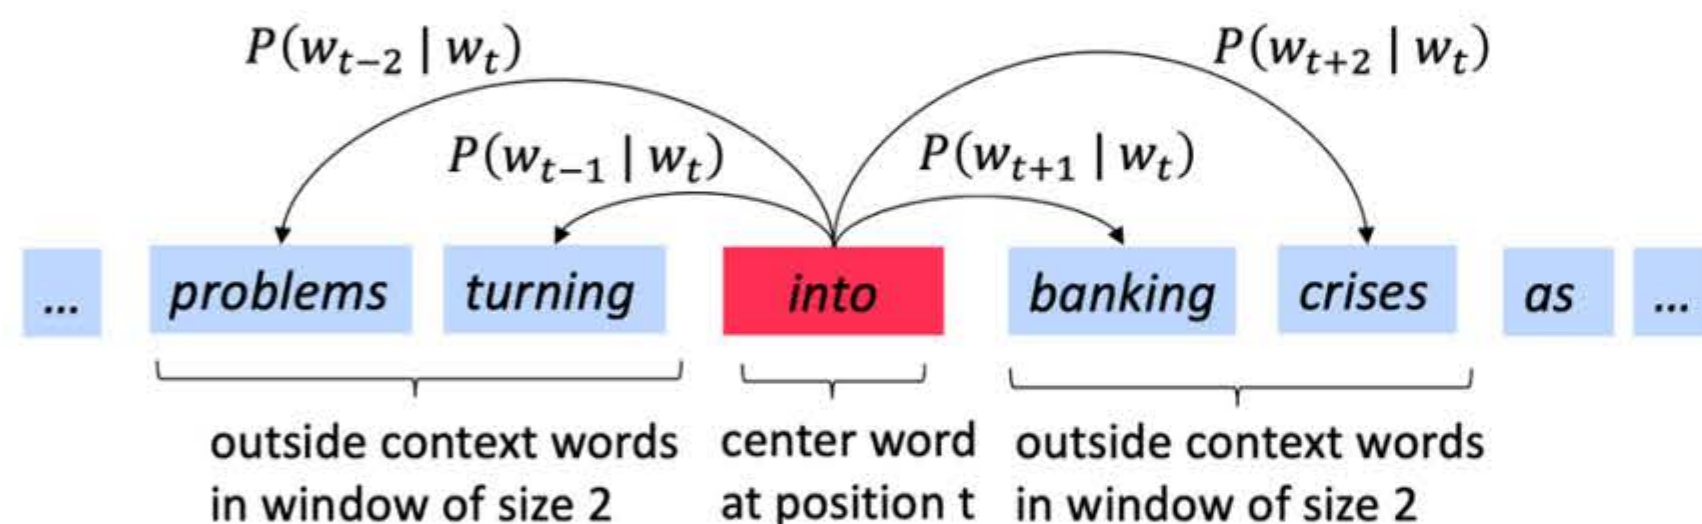 P(w_{t−2} | w_t) P(w_{t+2} | w_t)
P(w_{t−1} | w_t) P(w_{t+1} | w_t)
... problems turning into banking crises as ...
outside context words center word outside context words
in window of size 2 at position t in window of size 2